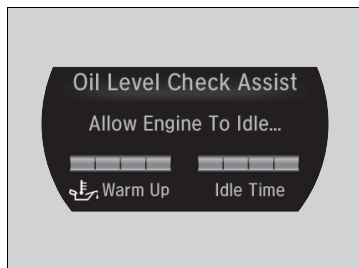 Oil Level Check Assist
Allow Engine To Idle...
Warm Up Idle Time